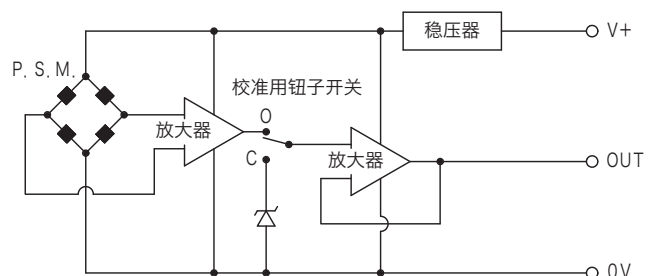 稳压器
V+
P. S. M.
校准用钮子开关
O
放大器
C
放大器
OUT
0V